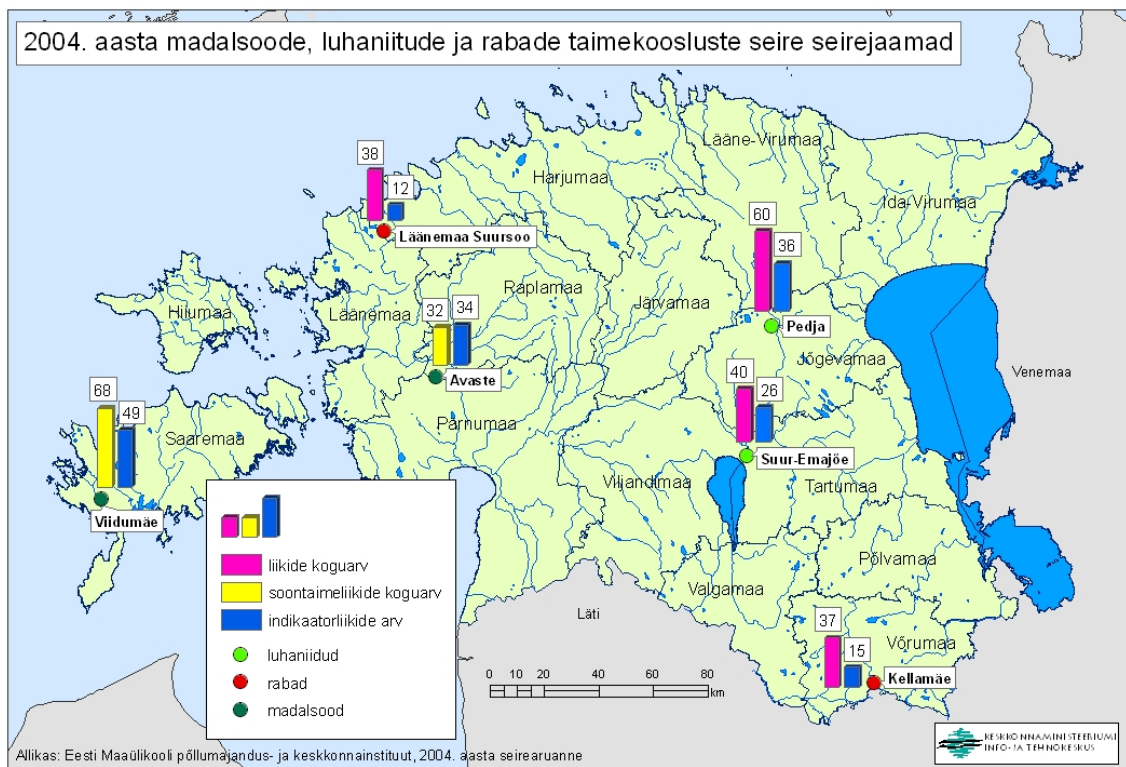 2004. aasta madalsoode, luhaniitude ja rabade taimekoosluste seire seirejaamad
Lääne-Virumaa
38
12
Harjumaa
Ida-Virumaa
60
36
Läänemaa Suursoo
Raplamaa
Järvamaa
Hiiumaa
Läänemaa
32
34
Pedja
Jõgevamaa
Venemaa
Avaste
40
26
68
49
Saaremaa
Pärnumaa
Suur-Emajõe
Viljandimaa
Tartumaa
Viidumäe
liikide koguarv
soontaimeliikide koguarv
indikaatorliikide arv
luhaniidud
rabad
madalsood
Põlvamaa
Valgamaa
Läti
37
15
Võrumaa
Kellamäe
0 10 20 40 60 80
km
Allikas: Eesti Maaülikooli põllumajandus- ja keskkonnainstituut, 2004. aasta seirearuanne
KESKKONNAMINISTEERIUMI
INFO- JA TEHNOKESKUS